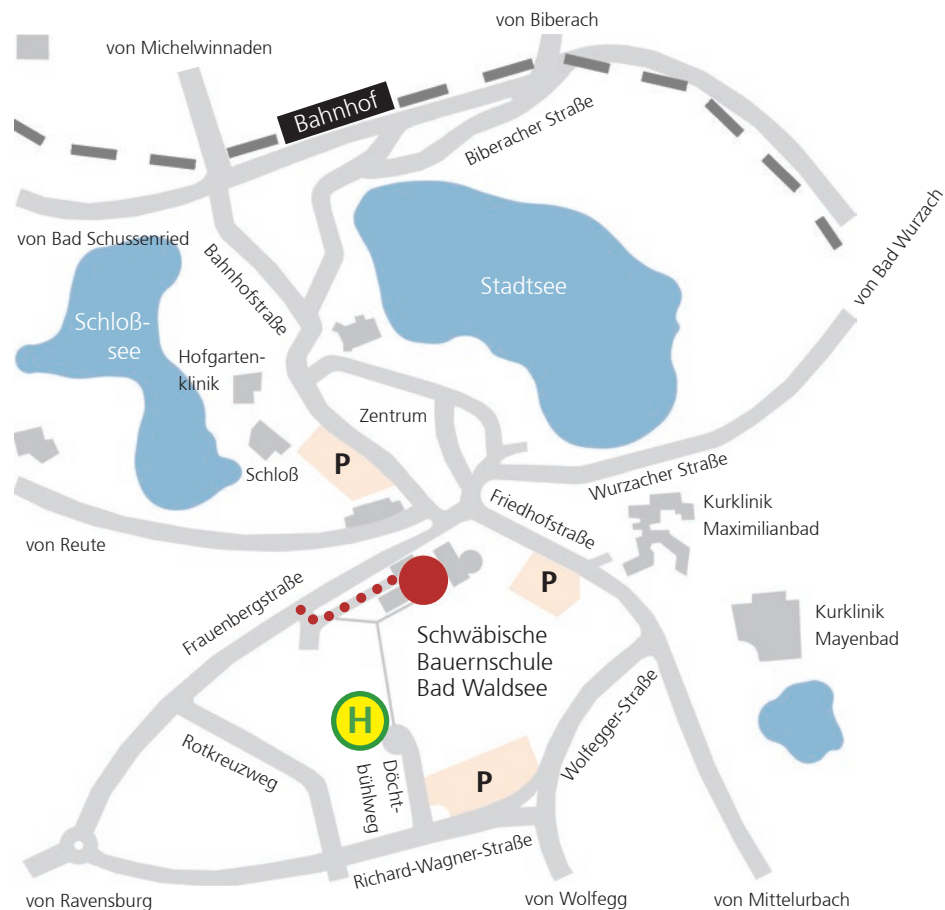 von Biberach
von Michelwinnaden
Bahnhof
Biberacher Straße
von Bad Schussenried
Bahnhofstraße
von Bad Wurzach
Stadtsee
Schloß-
see
Hofgarten-
klinik
Zentrum
P
Schloß
Wurzacher Straße
Friedhofstraße
Kurklinik
Maximilianbad
von Reute
P
Frauenbergstraße
Kurklinik
Mayenbad
Schwäbische
Bauernschule
Bad Waldsee
H
Wolfegger-Straße
Rotkreuzweg
Döcht-
bühlweg
P
Richard-Wagner-Straße
von Ravensburg
von Wolfegg
von Mittelurbach